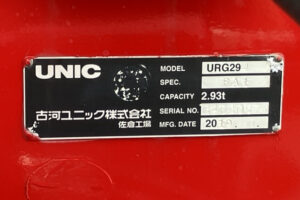 UNIC
MODEL URG29
SPEC.
CAPACITY 2.93t
SERIAL NO.
MFG. DATE 20
古河ユニック株式会社
佐倉工場